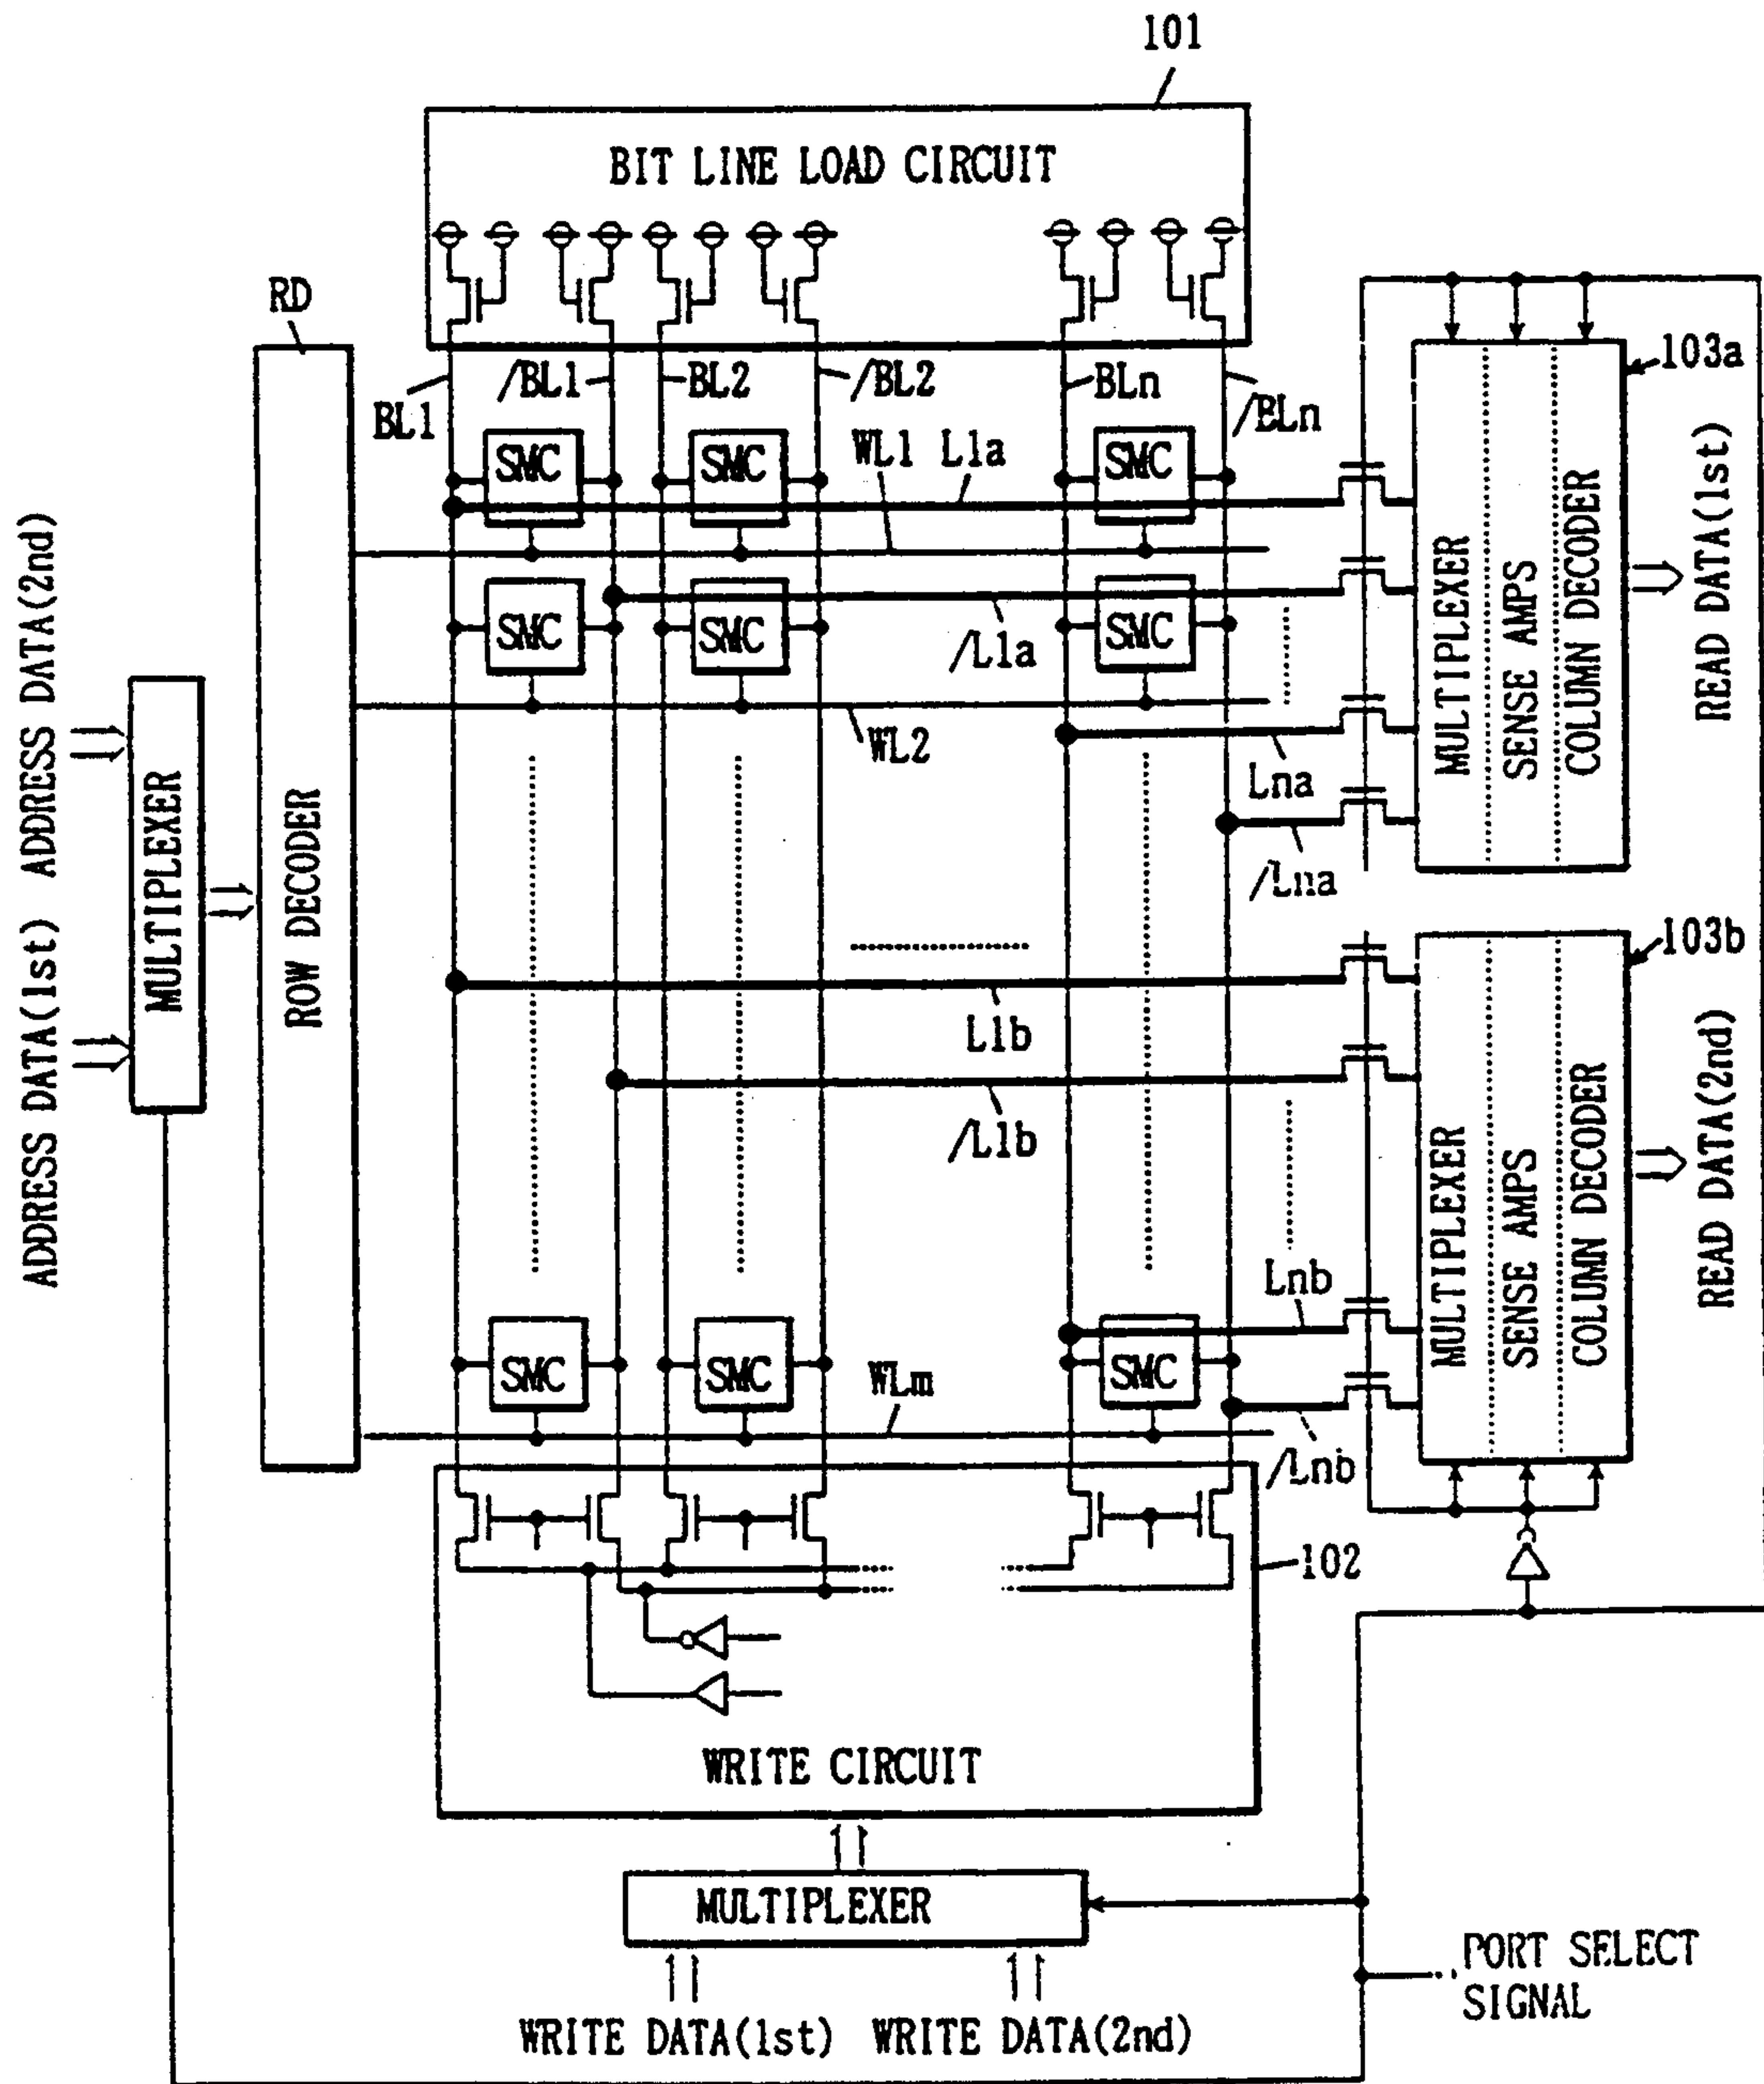 101
BIT LINE LOAD CIRCUIT
RD
BL1
/BL1
BL2
/BL2
BLn
/BLn
103a
SMC
SMC
SMC
WL1
L1a
SMC
SMC
SMC
/L1a
WL2
Lna
/Lna
MULTIPLEXER
SENSE AMPS
COLUMN DECODER
READ DATA(1st)
ADDRESS DATA(1st)
ADDRESS DATA(2nd)
MULTIPLEXER
ROW DECODER
103b
L1b
/L1b
MULTIPLEXER
SENSE AMPS
COLUMN DECODER
READ DATA(2nd)
Lnb
SMC
SMC
SMC
WLm
/Lnb
102
WRITE CIRCUIT
MULTIPLEXER
PORT SELECT
SIGNAL
WRITE DATA(1st)
WRITE DATA(2nd)